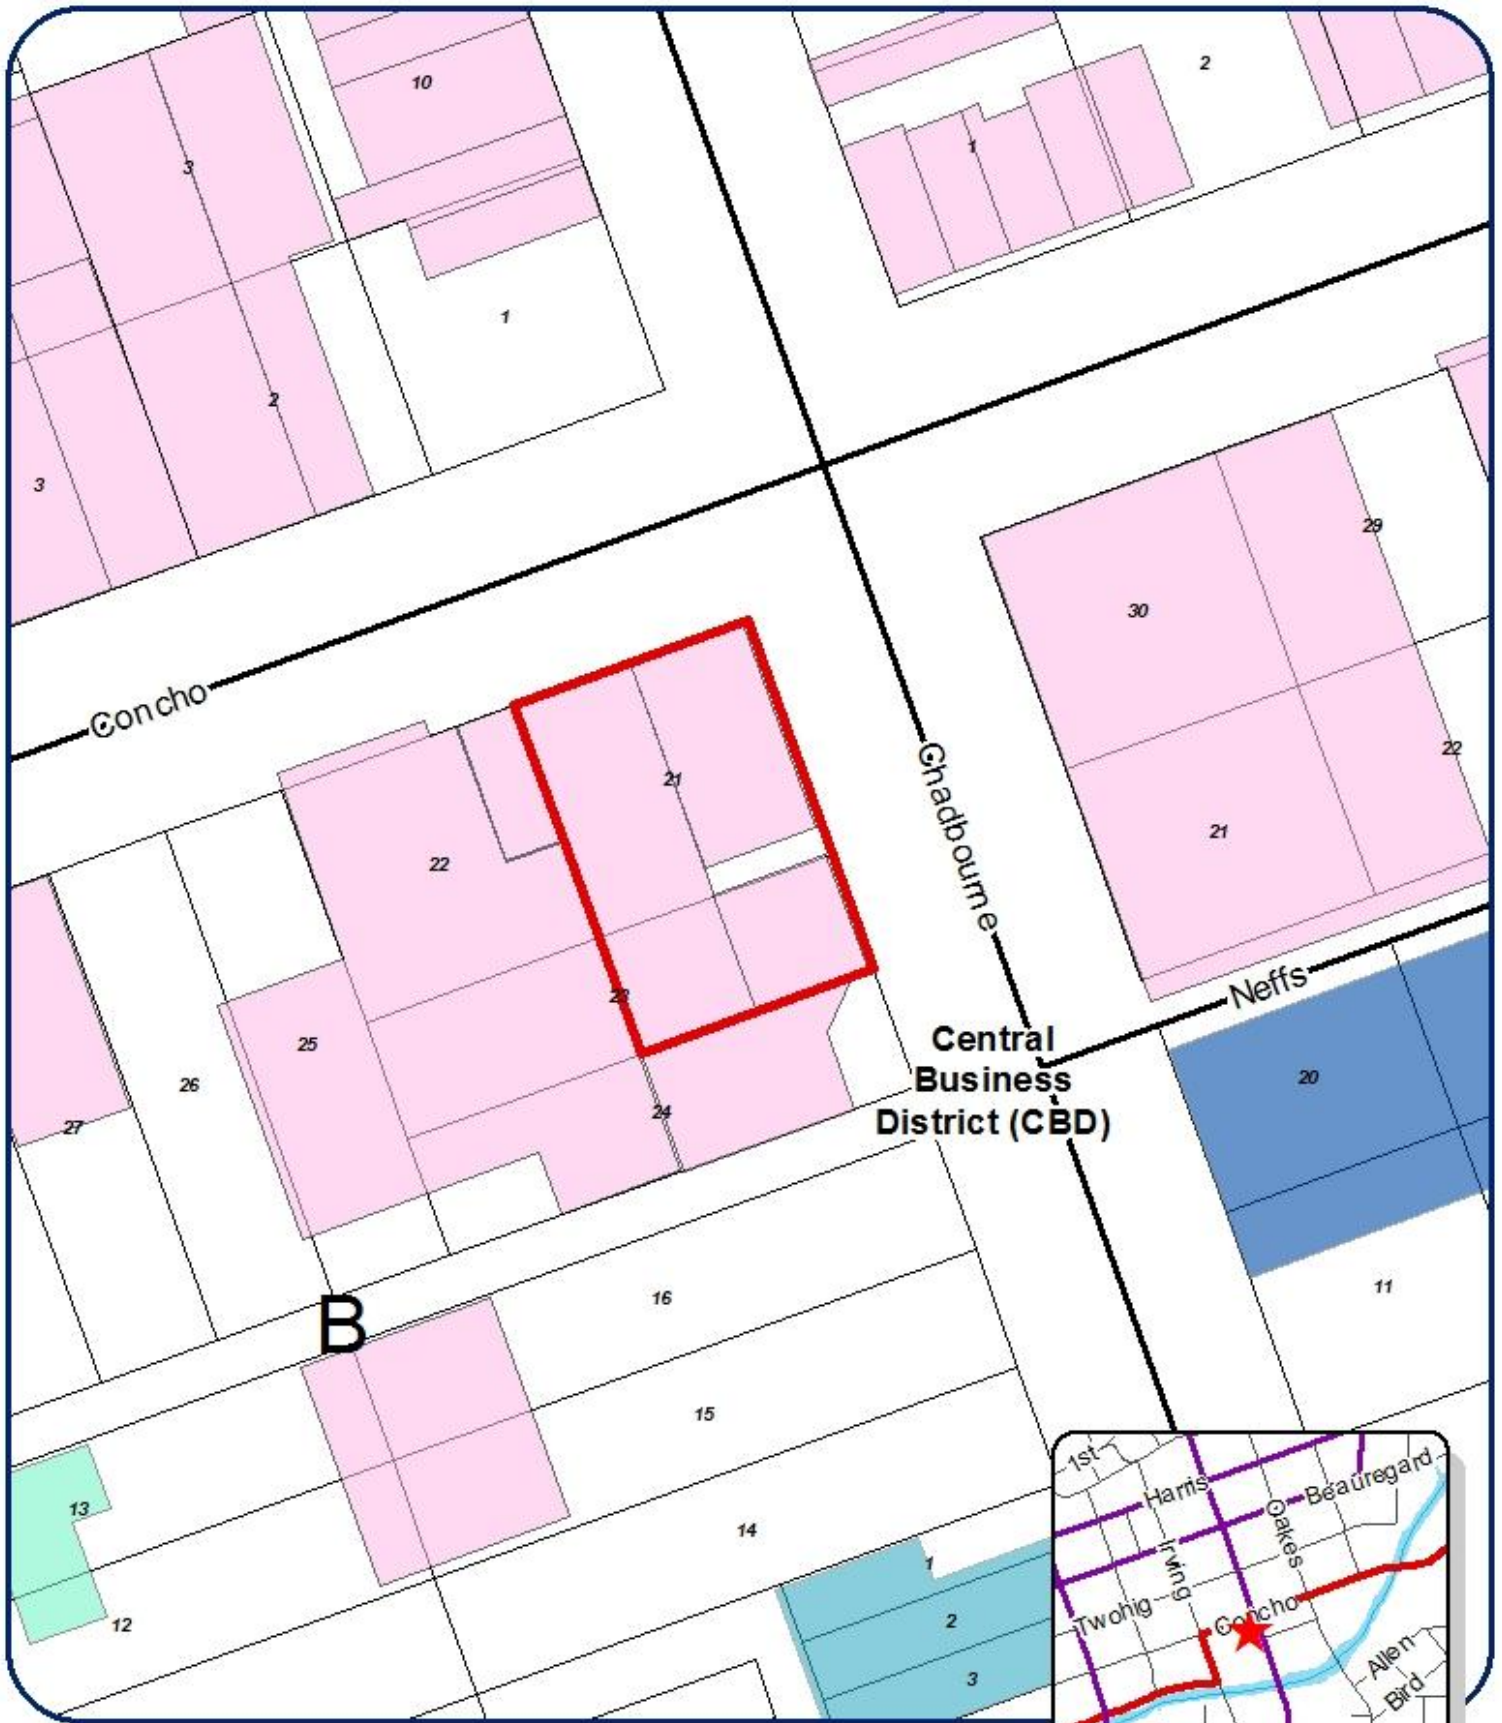 10
2
3
1
1
2
3
29
30
Concho
21
22
22
21
Chadbourne
23
Neffs
25
Central
Business
District (CBD)
20
26
24
27
11
16
B
15
13
14
12
1
2
3
1st
Harris
Beauregard
Oakes
Irving
Twohig
Concho
Allen
Bird